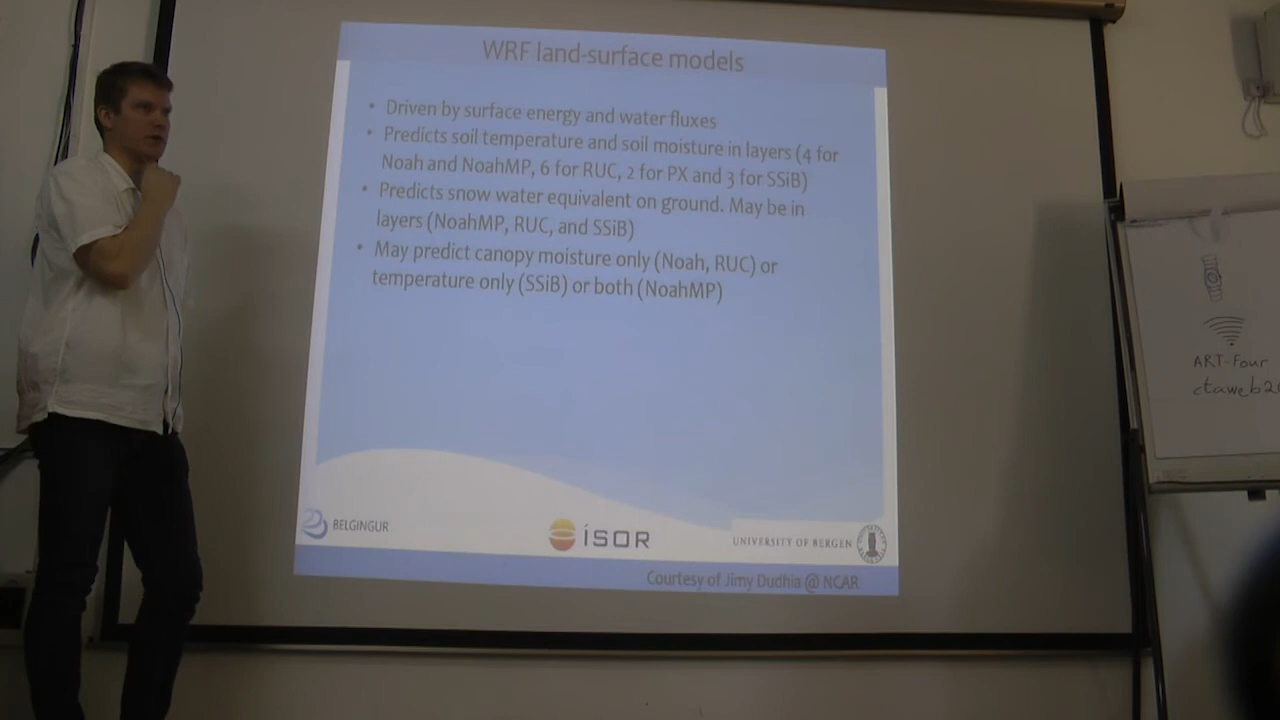 WRF land-surface models
• Driven by surface energy and water fluxes
• Predicts soil temperature and soil moisture in layers (4 for
Noah and NoahMP, 6 for RUC, 2 for PX and 3 for SSiB)
• Predicts snow water equivalent on ground. May be in
layers (NoahMP, RUC, and SSiB)
• May predict canopy moisture only (Noah, RUC) or
temperature only (SSiB) or both (NoahMP)
BELGINGUR
ÍSOR
UNIVERSITY OF BERGEN
Courtesy of Jimy Dudhia @ NCAR
ART-Four
ctaweb20